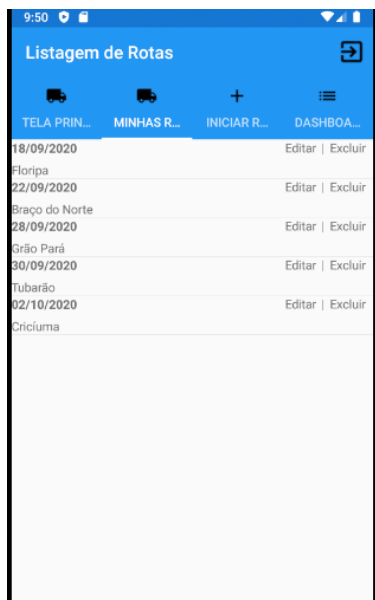 9:50
Listagem de Rotas
TELA PRIN... MINHAS R... INICIAR R... DASHBOA...
18/09/2020 Editar | Excluir
Floripa
22/09/2020 Editar | Excluir
Braço do Norte
28/09/2020 Editar | Excluir
Grão Pará
30/09/2020 Editar | Excluir
Tubarão
02/10/2020 Editar | Excluir
Criciuma